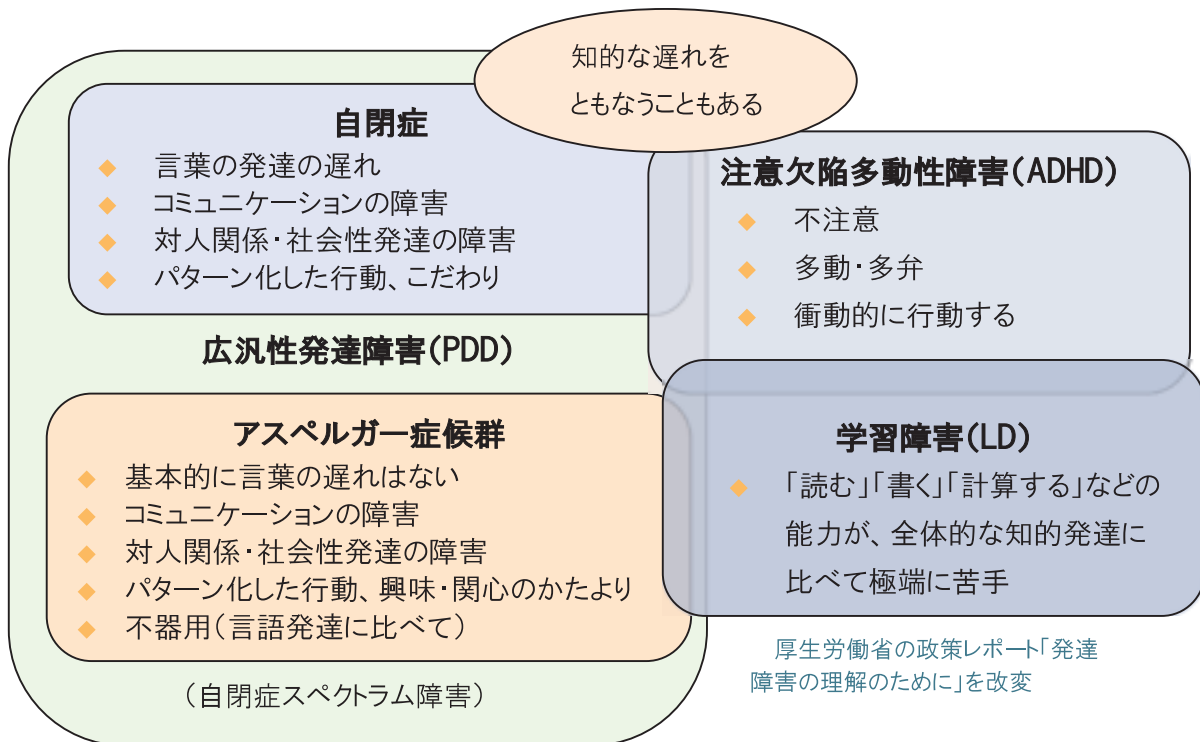 知的な遅れを
ともなうこともある
自閉症
◆ 言葉の発達の遅れ
◆ コミュニケーションの障害
◆ 対人関係・社会性発達の障害
◆ パターン化した行動、こだわり
注意欠陥多動性障害(ADHD)
◆ 不注意
◆ 多動・多弁
◆ 衝動的に行動する
広汎性発達障害(PDD)
アスペルガー症候群
◆ 基本的に言葉の遅れはない
◆ コミュニケーションの障害
◆ 対人関係・社会性発達の障害
◆ パターン化した行動、興味・関心のかたより
◆ 不器用(言語発達に比べて)
学習障害(LD)
◆ 「読む」「書く」「計算する」などの
能力が、全体的な知的発達に
比べて極端に苦手
(自閉症スペクトラム障害)
厚生労働省の政策レポート「発達
障害の理解のために」を改変